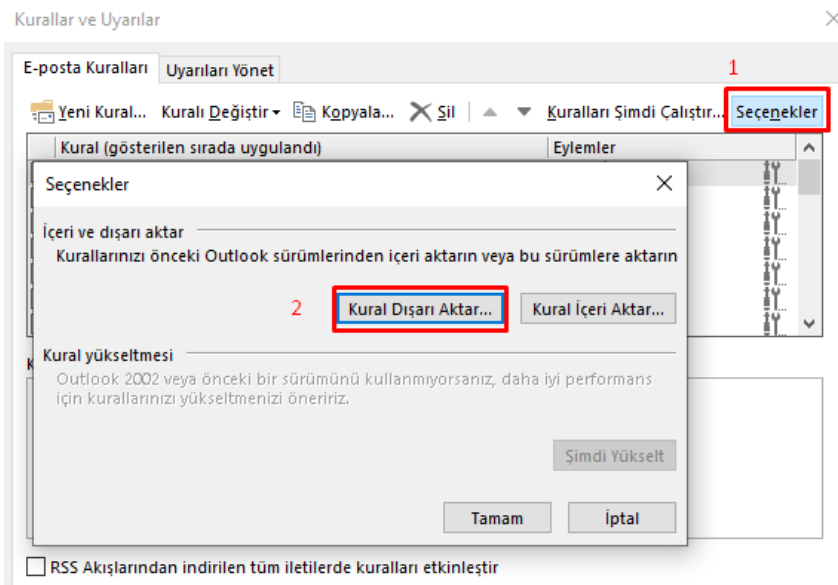 Kurallar ve Uyarılar
E-posta Kuralları Uyarıları Yönet
1
Yeni Kural... Kuralı Değiştir Kopyala... Sil Kuralları Şimdi Çalıştır... Seçenekler
Kural (gösterilen sırada uygulandı) Eylemler
Seçenekler
İçeri ve dışarı aktar
Kurallarınızı önceki Outlook sürümlerinden içeri aktarın veya bu sürümlere aktarın
2 Kural Dışarı Aktar... Kural İçeri Aktar...
Kural yükseltmesi
Outlook 2002 veya önceki bir sürümünü kullanmıyorsanız, daha iyi performans
için kurallarınızı yükseltmenizi öneririz.
Şimdi Yükselt
Tamam İptal
RSS Akışlarından indirilen tüm iletilerde kuralları etkinleştir